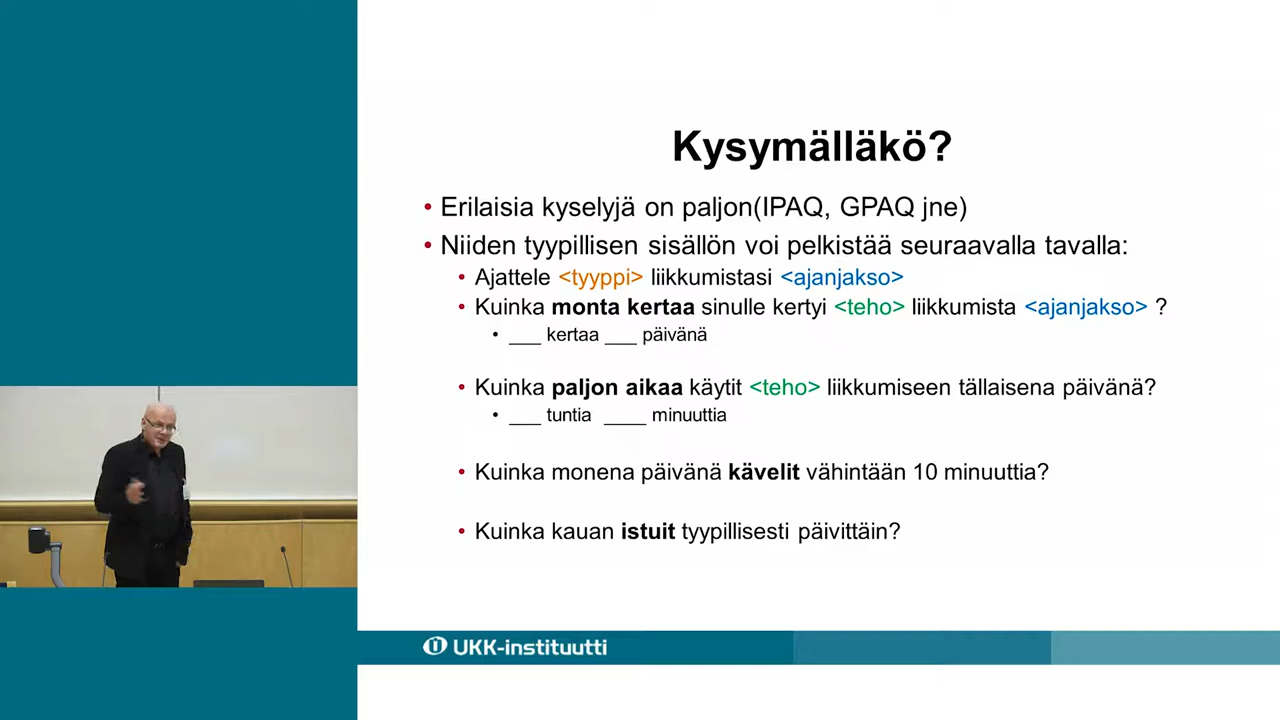 Kysymälläkö?
• Erilaisia kyselyjä on paljon(IPAQ, GPAQ jne)
• Niiden tyypillisen sisällön voi pelkistää seuraavalla tavalla:
• Ajattele <tyyppi> liikkumistasi <ajanjakso>
• Kuinka monta kertaa sinulle kertyi <teho> liikkumista <ajanjakso> ?
• ___ kertaa ___ päivänä
• Kuinka paljon aikaa käytit <teho> liikkumiseen tällaisena päivänä?
• ___ tuntia ____ minuuttia
• Kuinka monena päivänä kävelit vähintään 10 minuuttia?
• Kuinka kauan istuit tyypillisesti päivittäin?
UKK-instituutti